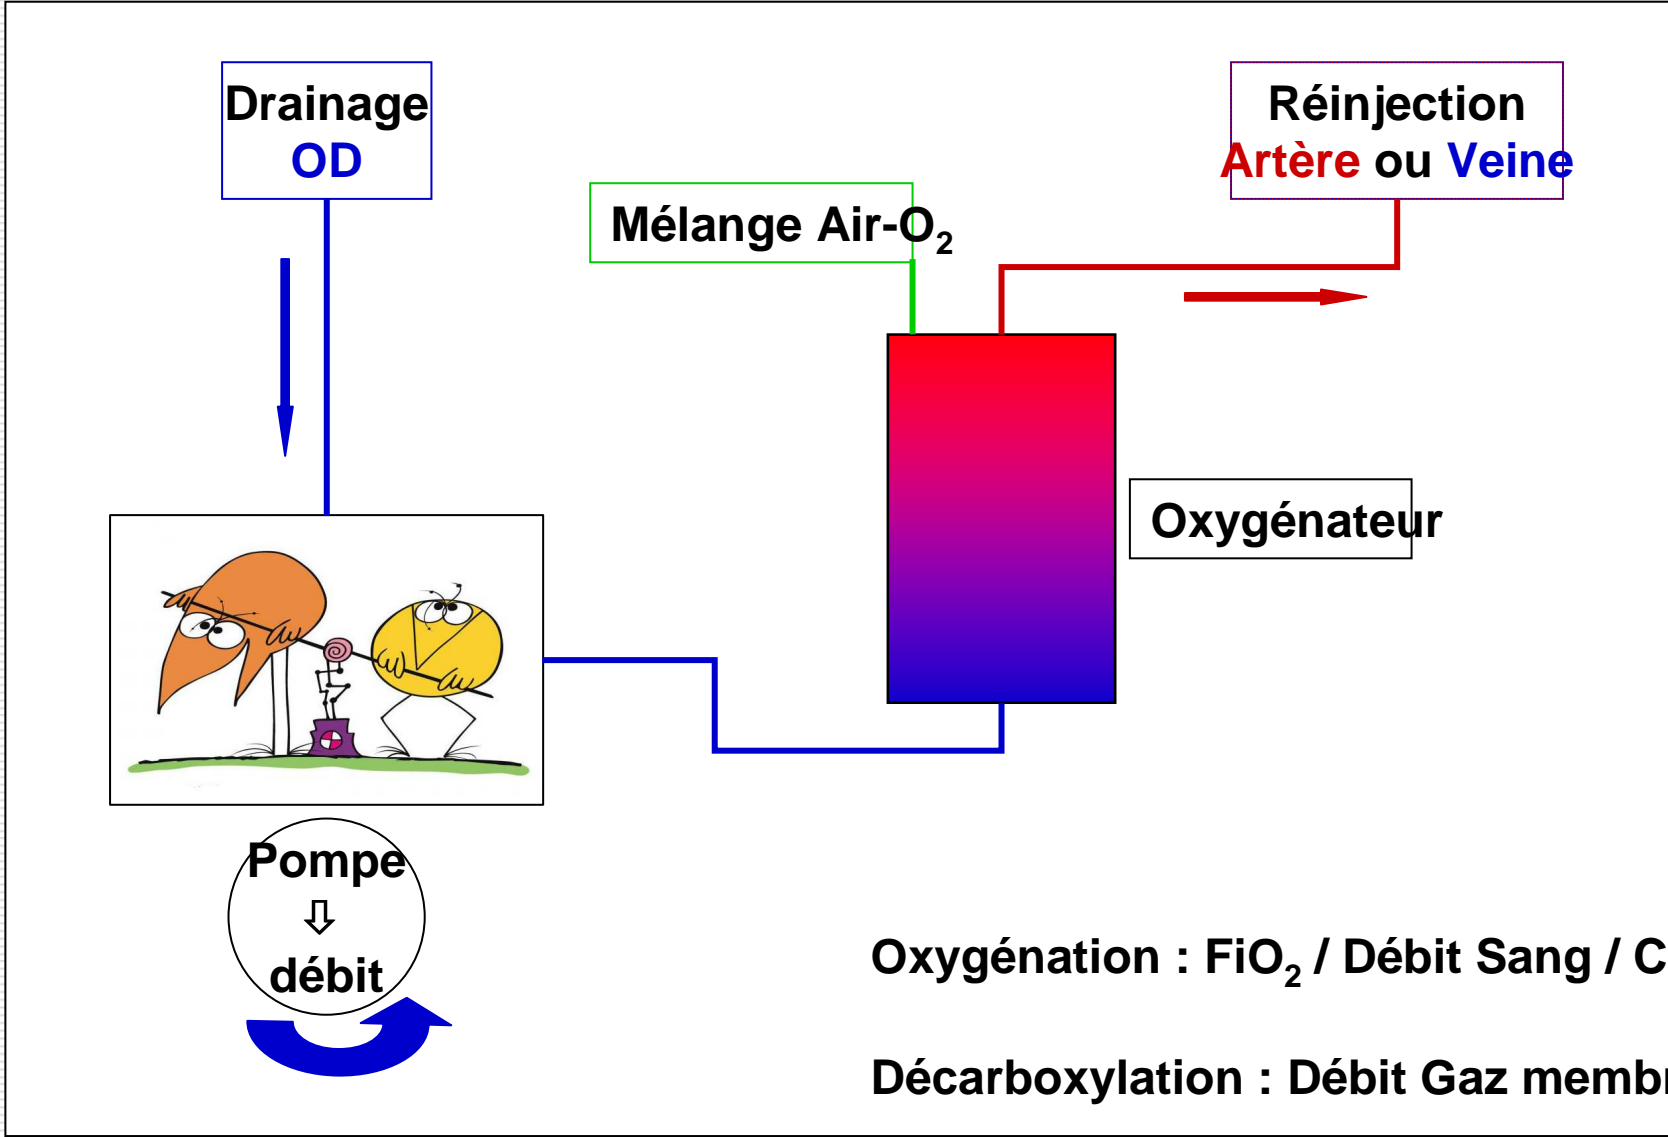 Drainage
OD
Mélange Air-O₂
Réinjection
Artère ou Veine
Oxygénateur
Pompe
⇩
débit
Oxygénation : FiO₂ / Débit Sang / C
Décarboxylation : Débit Gaz memb